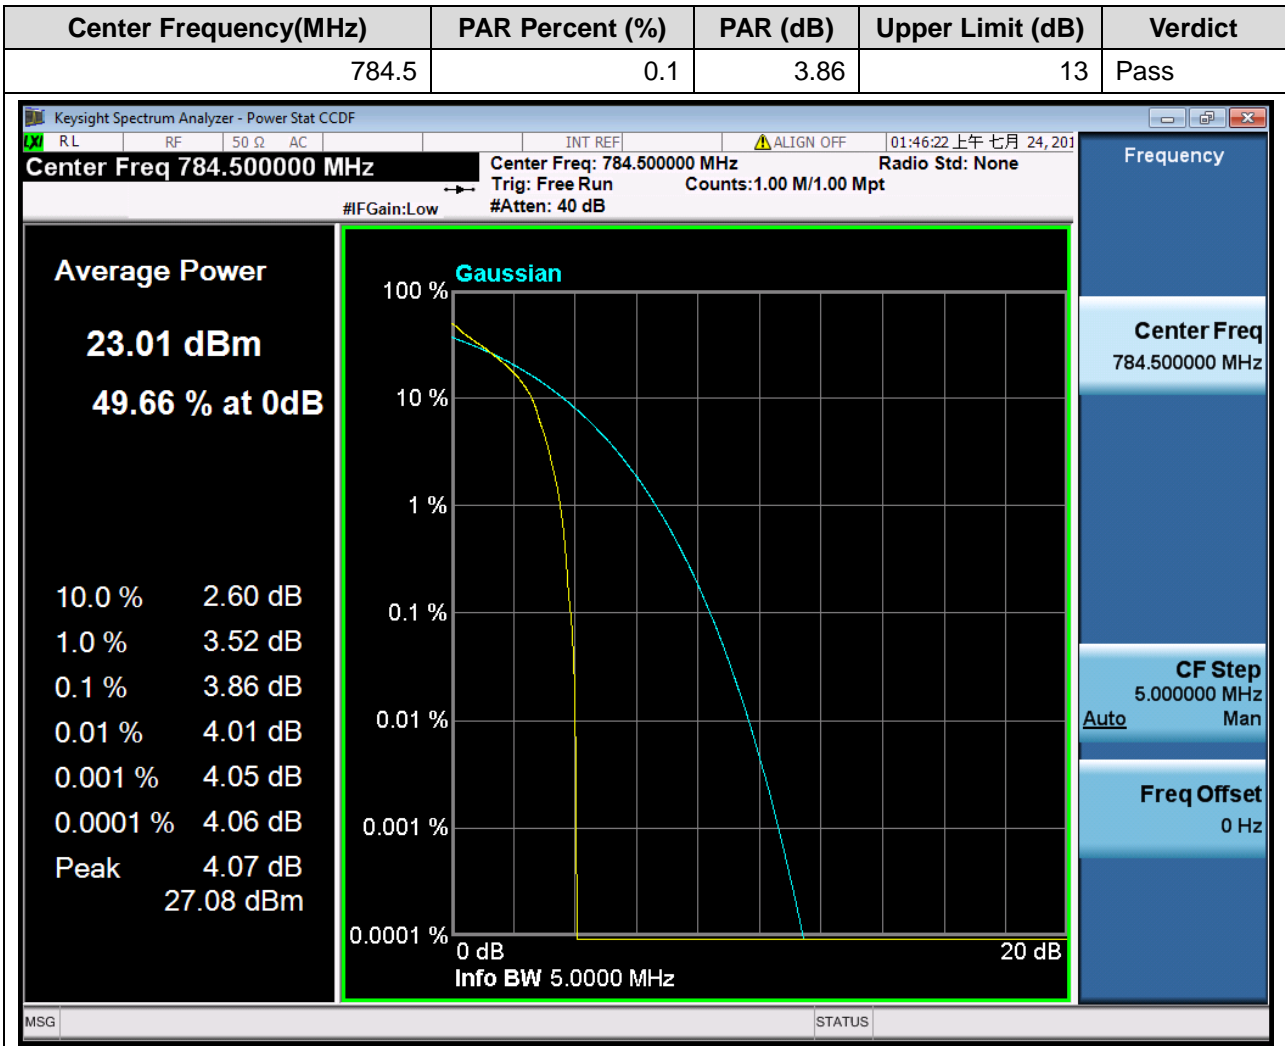 Center Frequency(MHz) PAR Percent (%) PAR (dB) Upper Limit (dB) Verdict
784.5 0.1 3.86 13 Pass
Keysight Spectrum Analyzer - Power Stat CCDF
LXI RL RF 50 Ω AC INT REF ALIGN OFF 01:46:22 上午 七月 24, 201
Center Freq 784.500000 MHz
Center Freq: 784.500000 MHz Radio Std: None
Trig: Free Run Counts:1.00 M/1.00 Mpt
#IFGain:Low #Atten: 40 dB
Average Power
23.01 dBm
49.66 % at 0dB
10.0 % 2.60 dB
1.0 % 3.52 dB
0.1 % 3.86 dB
0.01 % 4.01 dB
0.001 % 4.05 dB
0.0001 % 4.06 dB
Peak 4.07 dB
27.08 dBm
Gaussian
100 %
10 %
1 %
0.1 %
0.01 %
0.001 %
0.0001 %
0 dB 20 dB
Info BW 5.0000 MHz
Frequency
Center Freq
784.500000 MHz
CF Step
5.000000 MHz
Auto Man
Freq Offset
0 Hz
MSG STATUS